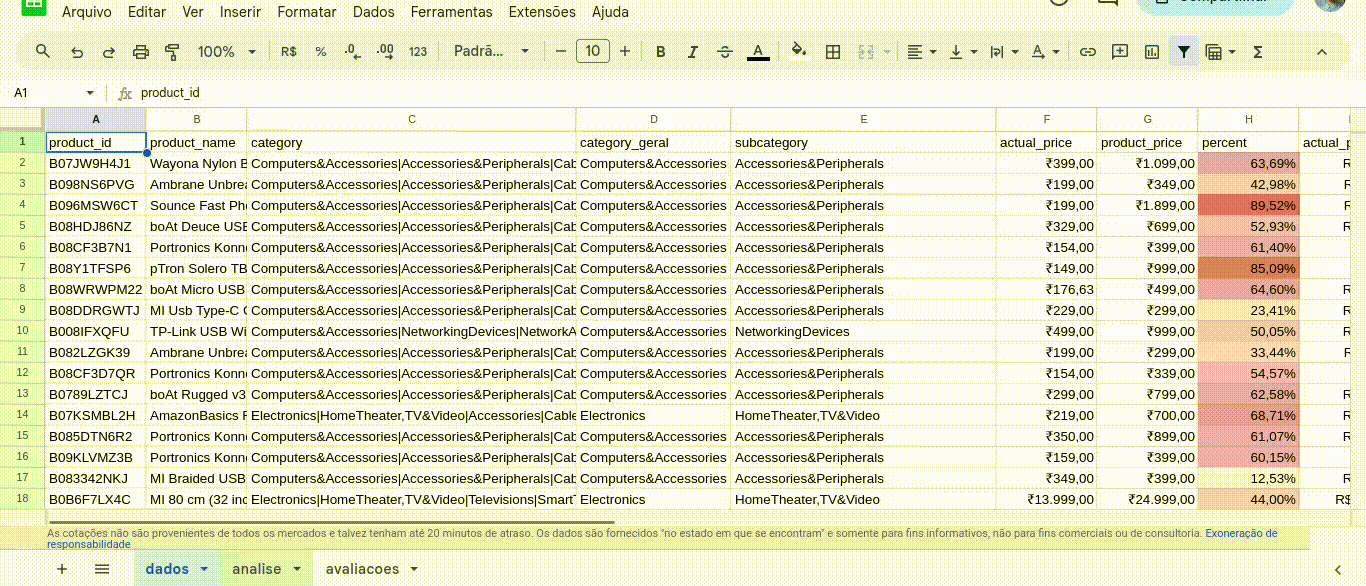 Arquivo Editar Ver Inserir Formatar Dados Ferramentas Extensões Ajuda
100% R$ % .0 .00 123 Padrã... 10 B I S A Σ
A1 fx product_id
A B C D E F G H
1 product_id product_name category category_geral subcategory actual_price product_price percent actual_p
2 B07JW9H4J1 Wayona Nylon B Computers&Accessories|Accessories&Peripherals|Cab Computers&Accessories Accessories&Peripherals ₹399,00 ₹1.099,00 63,69% R
3 B098NS6PVG Ambrane Unbrea Computers&Accessories|Accessories&Peripherals|Cab Computers&Accessories Accessories&Peripherals ₹199,00 ₹349,00 42,98% R
4 B096MSW6CT Sounce Fast Pho Computers&Accessories|Accessories&Peripherals|Cab Computers&Accessories Accessories&Peripherals ₹199,00 ₹1.899,00 89,52% R
5 B08HDJ86NZ boAt Deuce USB Computers&Accessories|Accessories&Peripherals|Cab Computers&Accessories Accessories&Peripherals ₹329,00 ₹699,00 52,93% R
6 B08CF3B7N1 Portronics Konne Computers&Accessories|Accessories&Peripherals|Cab Computers&Accessories Accessories&Peripherals ₹154,00 ₹399,00 61,40%
7 B08Y1TFSP6 pTron Solero TB Computers&Accessories|Accessories&Peripherals|Cab Computers&Accessories Accessories&Peripherals ₹149,00 ₹999,00 85,09%
8 B08WRWPM22 boAt Micro USB Computers&Accessories|Accessories&Peripherals|Cab Computers&Accessories Accessories&Peripherals ₹176,63 ₹499,00 64,60% R
9 B08DDRGWTJ MI Usb Type-C C Computers&Accessories|Accessories&Peripherals|Cab Computers&Accessories Accessories&Peripherals ₹229,00 ₹299,00 23,41% R
10 B008IFXQFU TP-Link USB Wi Computers&Accessories|NetworkingDevices|NetworkA Computers&Accessories NetworkingDevices ₹499,00 ₹999,00 50,05% R
11 B082LZGK39 Ambrane Unbrea Computers&Accessories|Accessories&Peripherals|Cab Computers&Accessories Accessories&Peripherals ₹199,00 ₹299,00 33,44% R
12 B08CF3D7QR Portronics Konne Computers&Accessories|Accessories&Peripherals|Cab Computers&Accessories Accessories&Peripherals ₹154,00 ₹339,00 54,57%
13 B0789LZTCJ boAt Rugged v3 Computers&Accessories|Accessories&Peripherals|Cab Computers&Accessories Accessories&Peripherals ₹299,00 ₹799,00 62,58% R
14 B07KSMBL2H AmazonBasics F Electronics|HomeTheater,TV&Video|Accessories|Cable Electronics HomeTheater,TV&Video ₹219,00 ₹700,00 68,71% R
15 B085DTN6R2 Portronics Konne Computers&Accessories|Accessories&Peripherals|Cab Computers&Accessories Accessories&Peripherals ₹350,00 ₹899,00 61,07% R
16 B09KLVMZ3B Portronics Konne Computers&Accessories|Accessories&Peripherals|Cab Computers&Accessories Accessories&Peripherals ₹159,00 ₹399,00 60,15%
17 B083342NKJ MI Braided USB Computers&Accessories|Accessories&Peripherals|Cab Computers&Accessories Accessories&Peripherals ₹349,00 ₹399,00 12,53% R
18 B0B6F7LX4C MI 80 cm (32 inc Electronics|HomeTheater,TV&Video|Televisions|SmartT Electronics HomeTheater,TV&Video ₹13.999,00 ₹24.999,00 44,00% R$
As cotações não são provenientes de todos os mercados e talvez tenham até 20 minutos de atraso. Os dados são fornecidos "no estado em que se encontram" e somente para fins informativos, não para fins comerciais ou de consultoria. Exoneração de
responsabilidade
dados analise avaliacoes